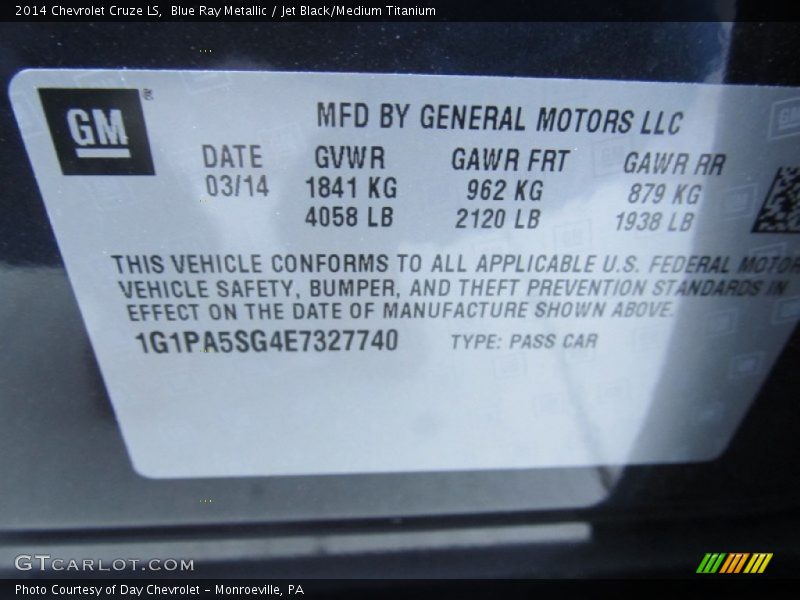 2014 Chevrolet Cruze LS,  Blue Ray Metallic / Jet Black/Medium Titanium
GM ®
MFD BY GENERAL MOTORS LLC
DATE GVWR GAWR FRT GAWR RR
03/14 1841 KG 962 KG 879 KG
4058 LB 2120 LB 1938 LB
THIS VEHICLE CONFORMS TO ALL APPLICABLE U.S. FEDERAL MOTOR
VEHICLE SAFETY, BUMPER, AND THEFT PREVENTION STANDARDS IN
EFFECT ON THE DATE OF MANUFACTURE SHOWN ABOVE.
1G1PA5SG4E7327740 TYPE: PASS CAR
GTCARLOT.COM
Photo Courtesy of Day Chevrolet - Monroeville, PA